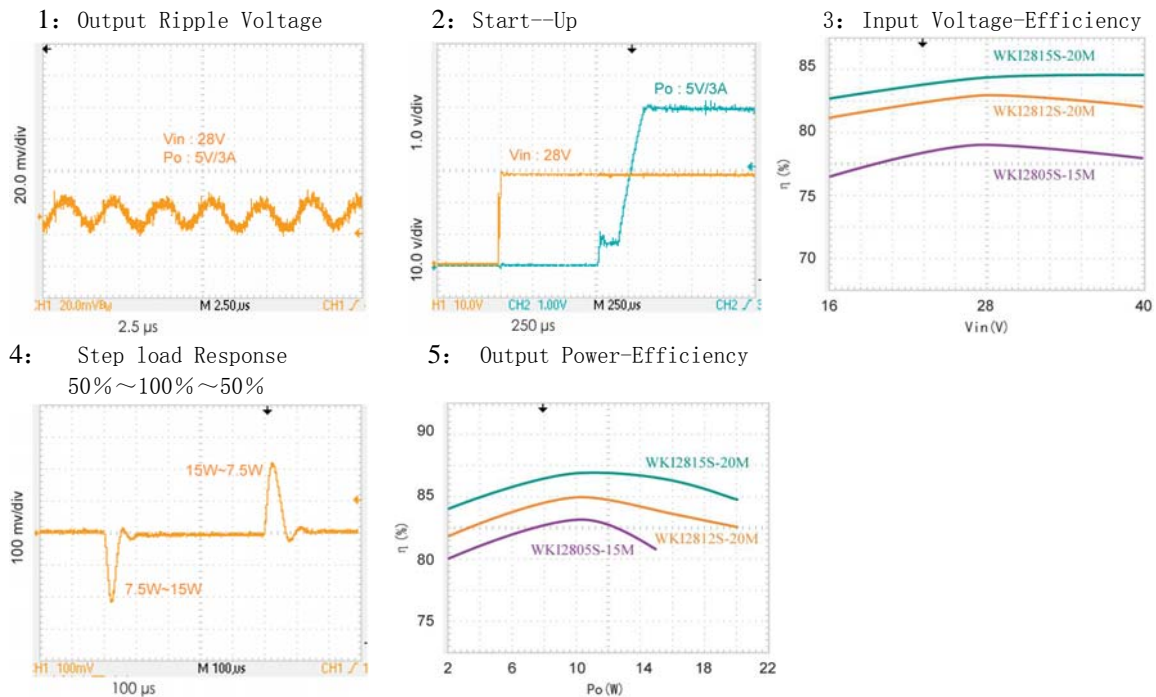 1: Output Ripple Voltage
20.0 mv/div
Vin : 28V
Po : 5V/3A
CH1 20.0mVBw
M 2.50μs
CH1
2.5 μs
2: Start--Up
1.0 v/div
10.0 v/div
Po : 5V/3A
Vin : 28V
H1 10.0V
CH2 1.00V
M 250μs
CH2
250 μs
3: Input Voltage-Efficiency
η (%)
85
80
75
70
WKI2815S-20M
WKI2812S-20M
WKI2805S-15M
16
28
40
Vin(V)
4: Step load Response
50%～100%～50%
100 mv/div
15W~7.5W
7.5W~15W
H1 100mV
M 100μs
CH1
100 μs
5: Output Power-Efficiency
η (%)
90
85
80
75
WKI2815S-20M
WKI2812S-20M
WKI2805S-15M
2
6
10
14
18
22
Po(W)